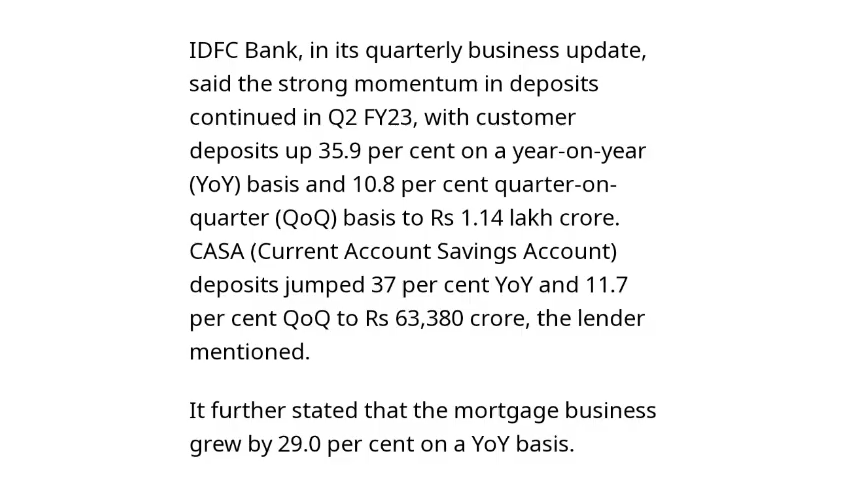 IDFC Bank, in its quarterly business update,
said the strong momentum in deposits
continued in Q2 FY23, with customer
deposits up 35.9 per cent on a year-on-year
(YoY) basis and 10.8 per cent quarter-on-
quarter (QoQ) basis to Rs 1.14 lakh crore.
CASA (Current Account Savings Account)
deposits jumped 37 per cent YoY and 11.7
per cent QoQ to Rs 63,380 crore, the lender
mentioned.
It further stated that the mortgage business
grew by 29.0 per cent on a YoY basis.